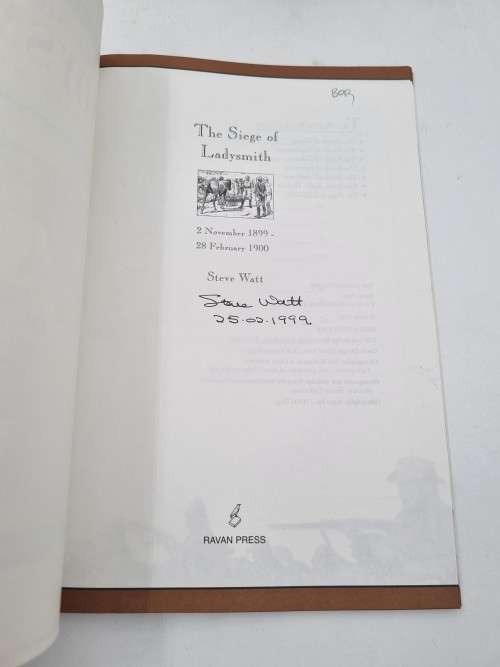 The Siege of
Ladysmith
2 November 1899 -
28 February 1900
Steve Watt
Steve Watt
25.02.1999
RAVAN PRESS